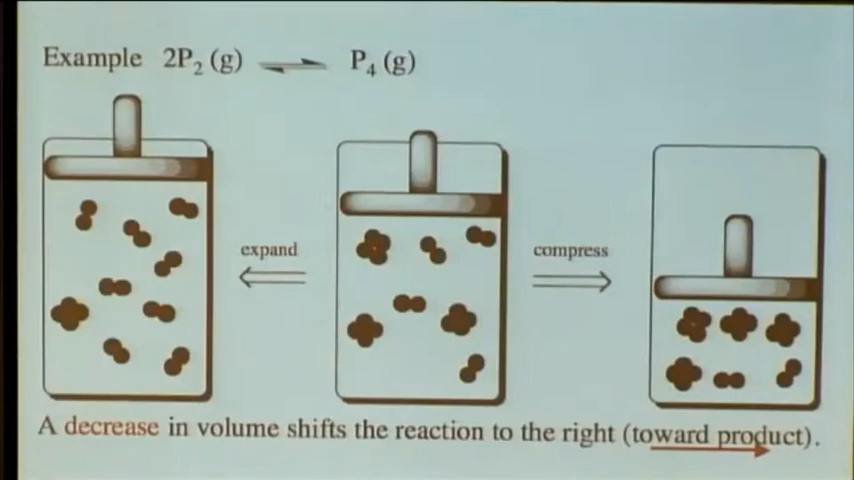 Example 2P₂ (g) ⇌ P₄ (g)
expand
compress
A decrease in volume shifts the reaction to the right (toward product).